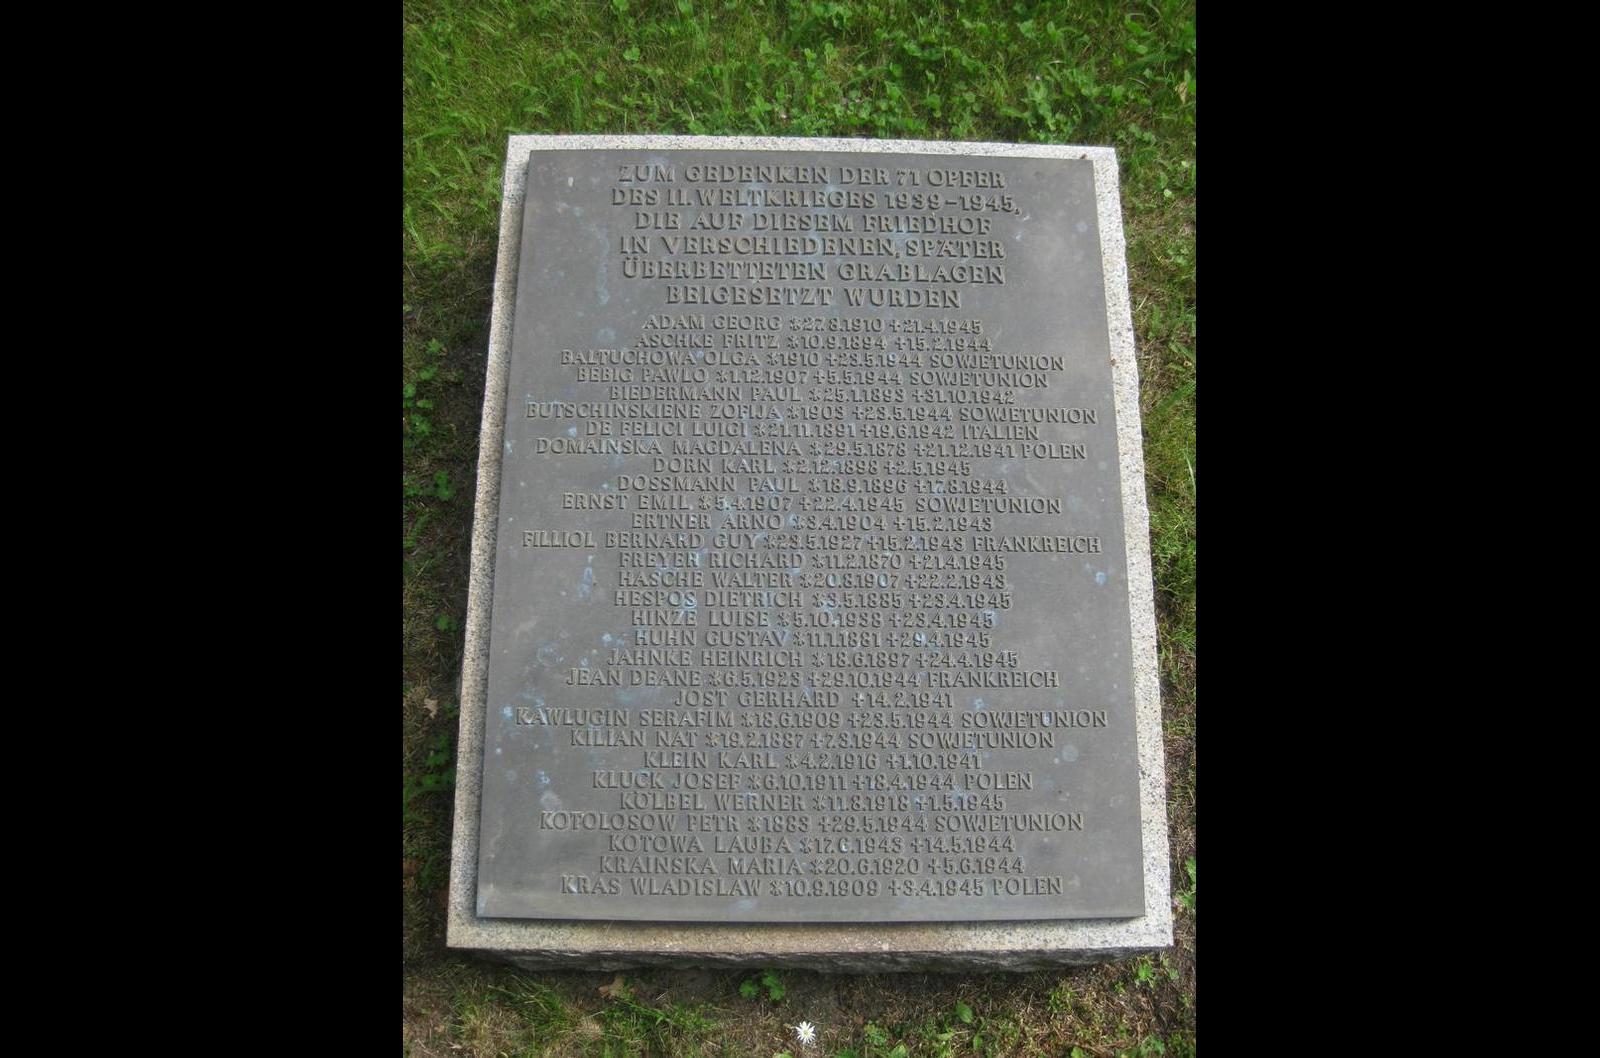 ZUM GEDENKEN DER 71 OPFER
DES II. WELTKRIEGES 1939-1945,
DIE AUF DIESEM FRIEDHOF
IN VERSCHIEDENEN, SPÄTER
ÜBERBETTETEN GRABLAGEN
BEIGESETZT WURDEN
ADAM GEORG *27.8.1910 +21.4.1945
ASCHKE FRITZ *10.9.1894 +15.2.1944
BALTUCHOWA OLGA *1910 +23.5.1944 SOWJETUNION
BEBIG PAWLO *1.12.1907 +5.5.1944 SOWJETUNION
BIEDERMANN PAUL *25.1.1893 +31.10.1942
BUTSCHINSKIENE ZOFIJA *1903 +23.5.1944 SOWJETUNION
DE FELICI LUIGI *21.11.1891 +19.6.1942 ITALIEN
DOMAINSKA MAGDALENA *29.5.1878 +21.12.1941 POLEN
DORN KARL *2.12.1898 +2.5.1945
DOSSMANN PAUL *18.9.1896 +17.8.1944
ERNST EMIL *5.4.1907 +22.4.1945 SOWJETUNION
ERTNER ARNO *3.4.1904 +15.2.1943
FILLIOL BERNARD GUY *23.5.1927 +15.2.1943 FRANKREICH
FREYER RICHARD *11.2.1870 +21.4.1945
HASCHE WALTER *20.8.1907 +22.2.1943
HESPOS DIETRICH *3.5.1885 +23.4.1945
HINZE LUISE *5.10.1938 +23.4.1945
HUHN GUSTAV *11.1.1881 +29.4.1945
JAHNKE HEINRICH *18.6.1897 +24.4.1945
JEAN DEANE *6.5.1923 +29.10.1944 FRANKREICH
JOST GERHARD +14.2.1941
KAWLUGIN SERAFIM *18.6.1909 +23.5.1944 SOWJETUNION
KILIAN NAT *19.2.1887 +7.3.1944 SOWJETUNION
KLEIN KARL *4.2.1916 +1.10.1941
KLUCK JOSEF *6.10.1911 +18.4.1944 POLEN
KÖLBEL WERNER *11.8.1918 +1.5.1945
KOTOLOSOW PETR *1883 +29.5.1944 SOWJETUNION
KOTOWA LAUBA *17.6.1943 +14.5.1944
KRAINSKA MARIA *20.6.1920 +5.6.1944
KRAS WLADISLAW *10.9.1909 +3.4.1945 POLEN